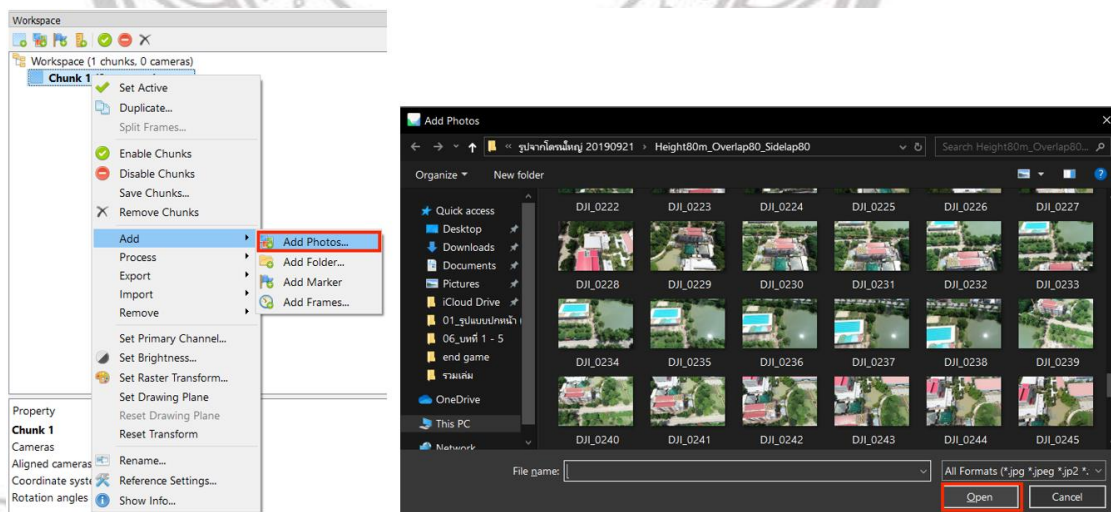 Workspace
Workspace (1 chunks, 0 cameras)
Chunk 1
Set Active
Duplicate...
Split Frames...
Enable Chunks
Disable Chunks
Save Chunks...
Remove Chunks
Add
Process
Export
Import
Remove
Set Primary Channel...
Set Brightness...
Set Raster Transform...
Set Drawing Plane
Reset Drawing Plane
Reset Transform
Rename...
Reference Settings...
Show Info...
Add Photos...
Add Folder...
Add Marker
Add Frames...
Property
Chunk 1
Cameras
Aligned cameras
Coordinate syste
Rotation angles
Add Photos
« รูปจากโดรนใหญ่ 20190921 › Height80m_Overlap80_Sidelap80
Search Height80m_Overlap80...
Organize New folder
Quick access
Desktop
Downloads
Documents
Pictures
iCloud Drive
01_รูปแบบปกหน้า
06_บทที่ 1 - 5
end game
รวมเล่ม
OneDrive
This PC
Network
DJI_0222 DJI_0223 DJI_0224 DJI_0225 DJI_0226 DJI_0227
DJI_0228 DJI_0229 DJI_0230 DJI_0231 DJI_0232 DJI_0233
DJI_0234 DJI_0235 DJI_0236 DJI_0237 DJI_0238 DJI_0239
DJI_0240 DJI_0241 DJI_0242 DJI_0243 DJI_0244 DJI_0245
File name:
All Formats (*.jpg *.jpeg *.jp2 *.
Open Cancel